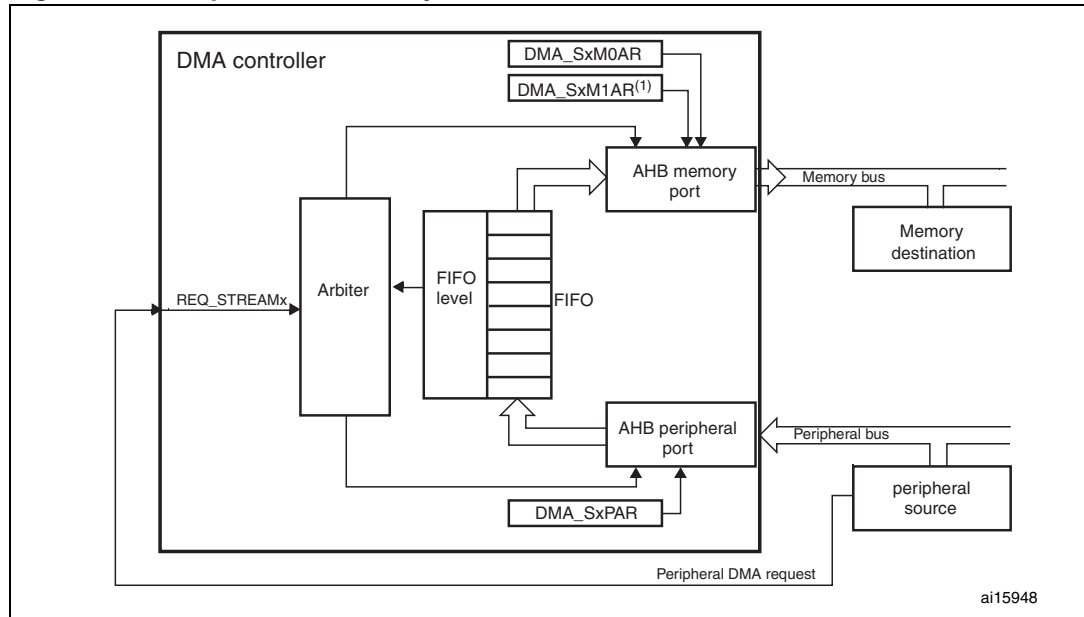 DMA controller
DMA_SxM0AR
DMA_SxM1AR(1)
AHB memory
port
Memory bus
Memory
destination
REQ_STREAMx
Arbiter
FIFO
level
FIFO
AHB peripheral
port
Peripheral bus
peripheral
source
DMA_SxPAR
Peripheral DMA request
ai15948